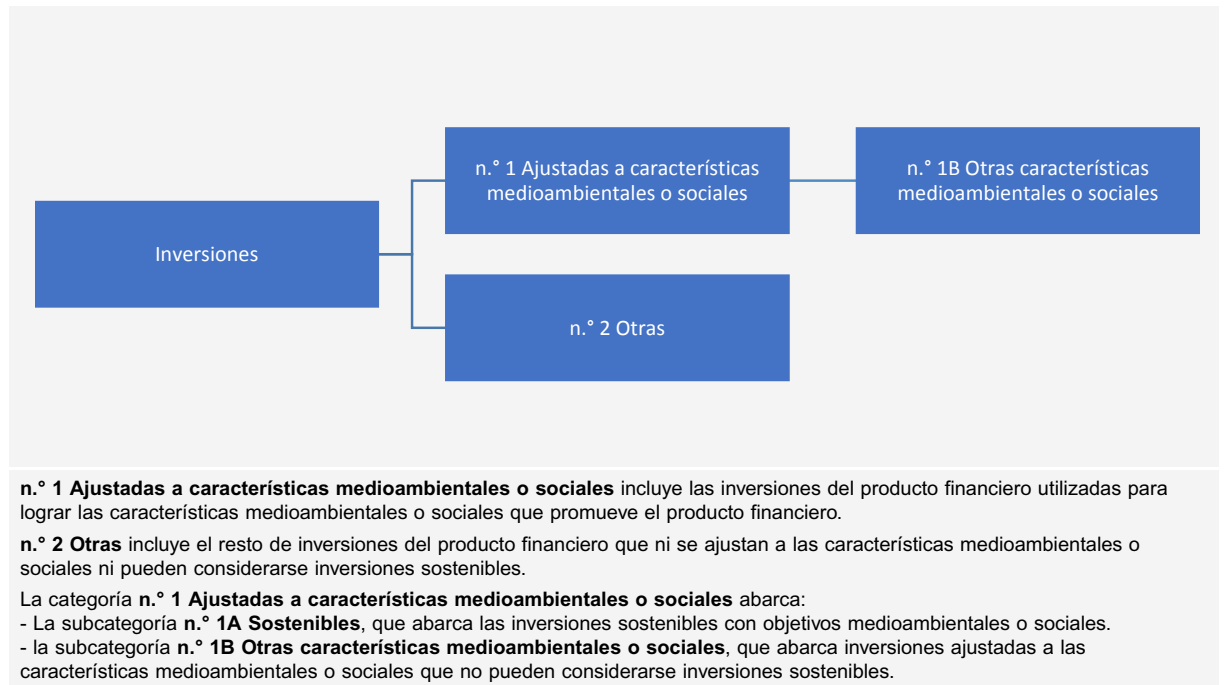 n.° 1 Ajustadas a características
medioambientales o sociales
n.° 1B Otras características
medioambientales o sociales
Inversiones
n.° 2 Otras
n.° 1 Ajustadas a características medioambientales o sociales incluye las inversiones del producto financiero utilizadas para
lograr las características medioambientales o sociales que promueve el producto financiero.
n.° 2 Otras incluye el resto de inversiones del producto financiero que ni se ajustan a las características medioambientales o
sociales ni pueden considerarse inversiones sostenibles.
La categoría n.° 1 Ajustadas a características medioambientales o sociales abarca:
- La subcategoría n.° 1A Sostenibles, que abarca las inversiones sostenibles con objetivos medioambientales o sociales.
- la subcategoría n.° 1B Otras características medioambientales o sociales, que abarca inversiones ajustadas a las
características medioambientales o sociales que no pueden considerarse inversiones sostenibles.